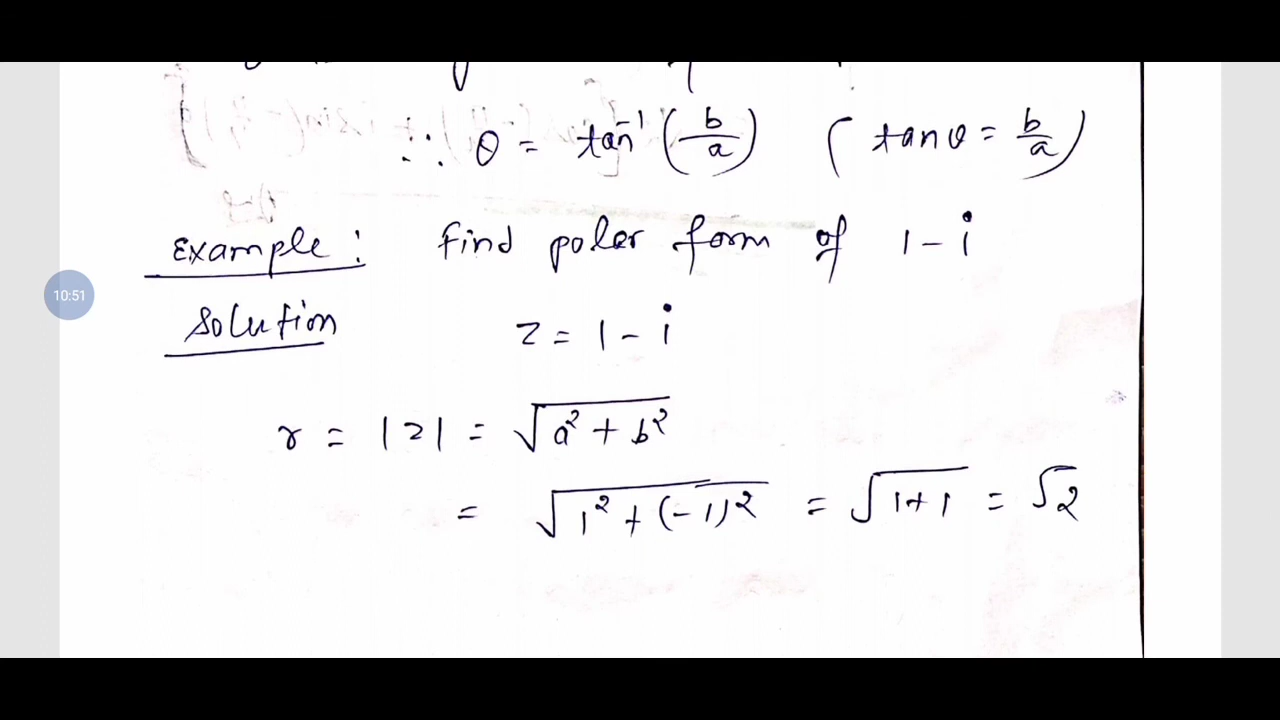 ∴ θ = tan⁻¹ (b/a) ( tan θ = b/a )
Example: Find polar form of 1 - i
Solution z = 1 - i
10:51
r = |z| = √(a² + b²)
= √(1² + (-1)²) = √(1+1) = √2